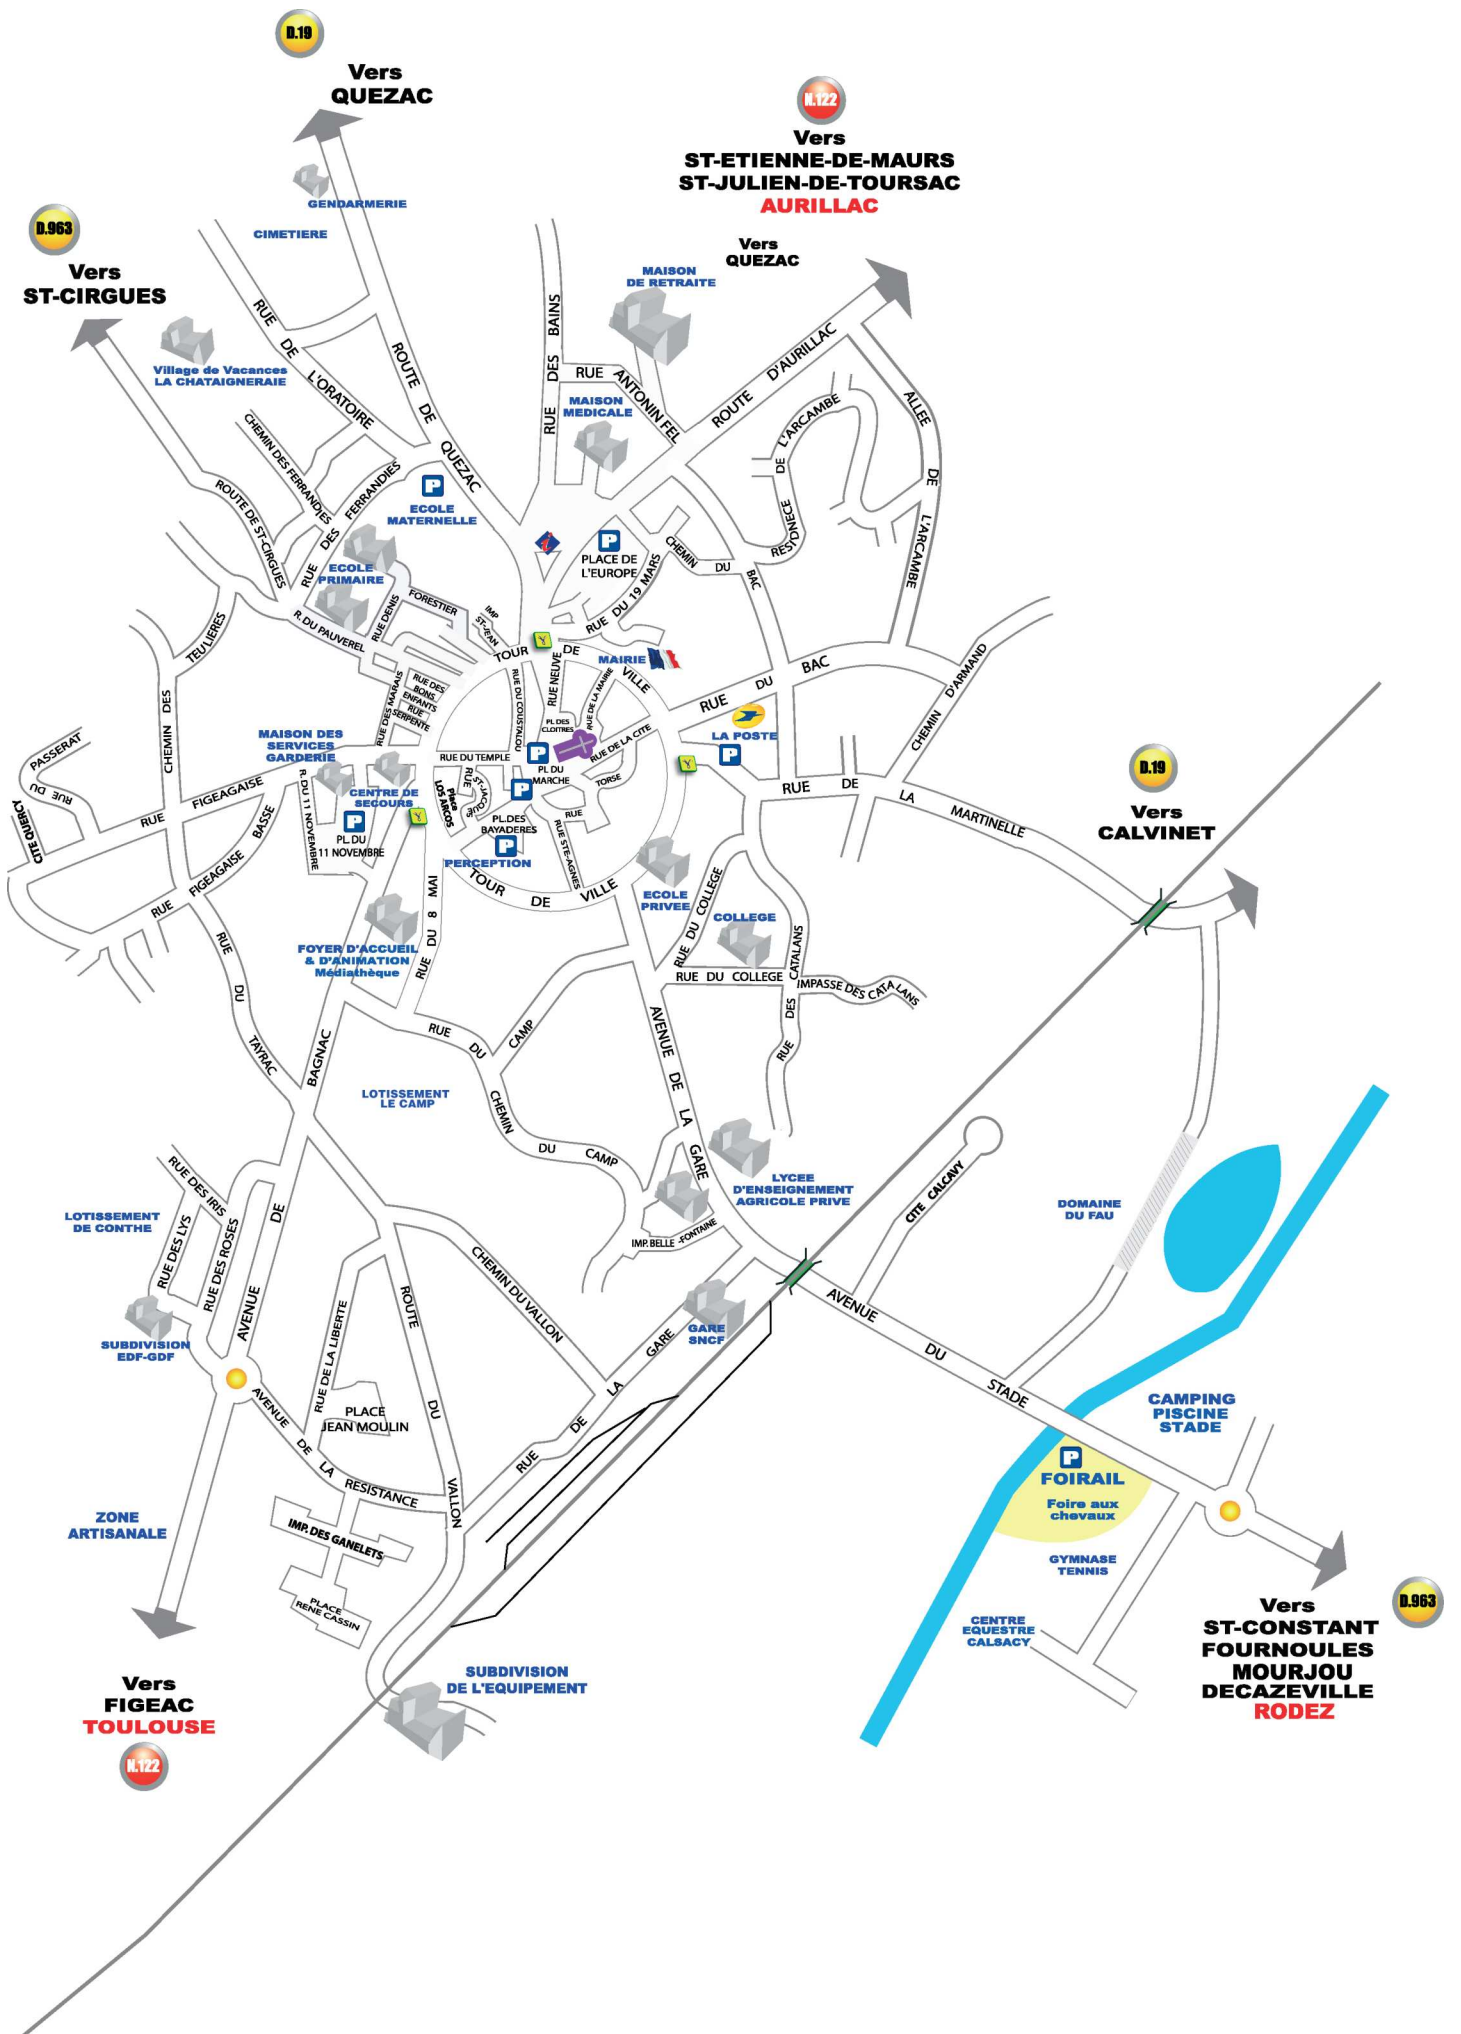 D.19
Vers
QUEZAC
N.122
Vers
ST-ETIENNE-DE-MAURS
ST-JULIEN-DE-TOURSAC
AURILLAC
Vers
QUEZAC
D.963
Vers
ST-CIRGUES
GENDARMERIE
CIMETIERE
MAISON
DE RETRAITE
Village de Vacances
LA CHATAIGNERAIE
RUE DE L'ORATOIRE
ROUTE DE QUEZAC
RUE DES BAINS
RUE ANTONIN FEL
MAISON
MEDICALE
ROUTE D'AURILLAC
ALLEE DE L'ARCAMBE
RESIDNECE DE L'ARCAMBE
CHEMIN DES FERRANDIES
RUE DES FERRANDIES
ROUTE DE ST-CIRGUES
P
ECOLE
MATERNELLE
ECOLE
PRIMAIRE
i
P
PLACE DE
L'EUROPE
RUE DU 19 MARS
CHEMIN DU BAC
R. DU PAUVEREL
RUE DENIS FORESTIER
IMP
ST-JEAN
CHEMIN DES TEULIERES
TOUR DE VILLE
Y
MAIRIE
RUE DU BAC
CHEMIN D'ARMAND
RUE DES MARAIS
RUE DES
BONS
ENFANTS
RUE
SERPENTE
RUE DU COUSTALOU
RUE NEUVE
RUE DE LA MAIRIE
PL. DES
CLOITRES
RUE DE LA CITE
LA POSTE
P
Y
MAISON DES
SERVICES
GARDERIE
CENTRE DE
SECOURS
RUE DU TEMPLE
P
PL. DU
MARCHE
RUE TORSE
RUE ST-JACQUES
Place
LOS ARCOS
P
PL. DES
BAYADERES
P
PERCEPTION
RUE STE-AGNES
TOUR DE VILLE
Y
RUE DU PASSERAT
CITE QUERCY
RUE FIGEAGAISE
R. DU 11 NOVEMBRE
P
PL. DU
11 NOVEMBRE
RUE FIGEAGAISE BASSE
RUE DE LA MARTINELLE
D.19
Vers
CALVINET
ECOLE
PRIVEE
COLLEGE
RUE DU COLLEGE
RUE DU COLLEGE
RUE DES CATALANS
IMPASSE DES CATALANS
FOYER D'ACCUEIL
& D'ANIMATION
Médiathèque
RUE DU 8 MAI
RUE DU TAYRAC
RUE DU CAMP
LOTISSEMENT
LE CAMP
CHEMIN DU CAMP
AVENUE DE LA GARE
AVENUE DE BAGNAC
LYCEE
D'ENSEIGNEMENT
AGRICOLE PRIVE
IMP. BELLE-FONTAINE
CITE CALCAVY
DOMAINE
DU FAU
LOTISSEMENT
DE CONTHE
RUE DES IRIS
RUE DES LYS
RUE DES ROSES
SUBDIVISION
EDF-GDF
RUE DE LA LIBERTE
CHEMIN DU VALLON
ROUTE DU VALLON
GARE
SNCF
RUE DE LA GARE
AVENUE DU STADE
PLACE
JEAN MOULIN
AVENUE DE LA RESISTANCE
CAMPING
PISCINE
STADE
P
FOIRAIL
Foire aux
chevaux
GYMNASE
TENNIS
CENTRE
EQUESTRE
CALSACY
ZONE
ARTISANALE
IMP. DES GANELETS
PLACE
RENE CASSIN
SUBDIVISION
DE L'EQUIPEMENT
Vers
FIGEAC
TOULOUSE
N.122
D.963
Vers
ST-CONSTANT
FOURNOULES
MOURJOU
DECAZEVILLE
RODEZ